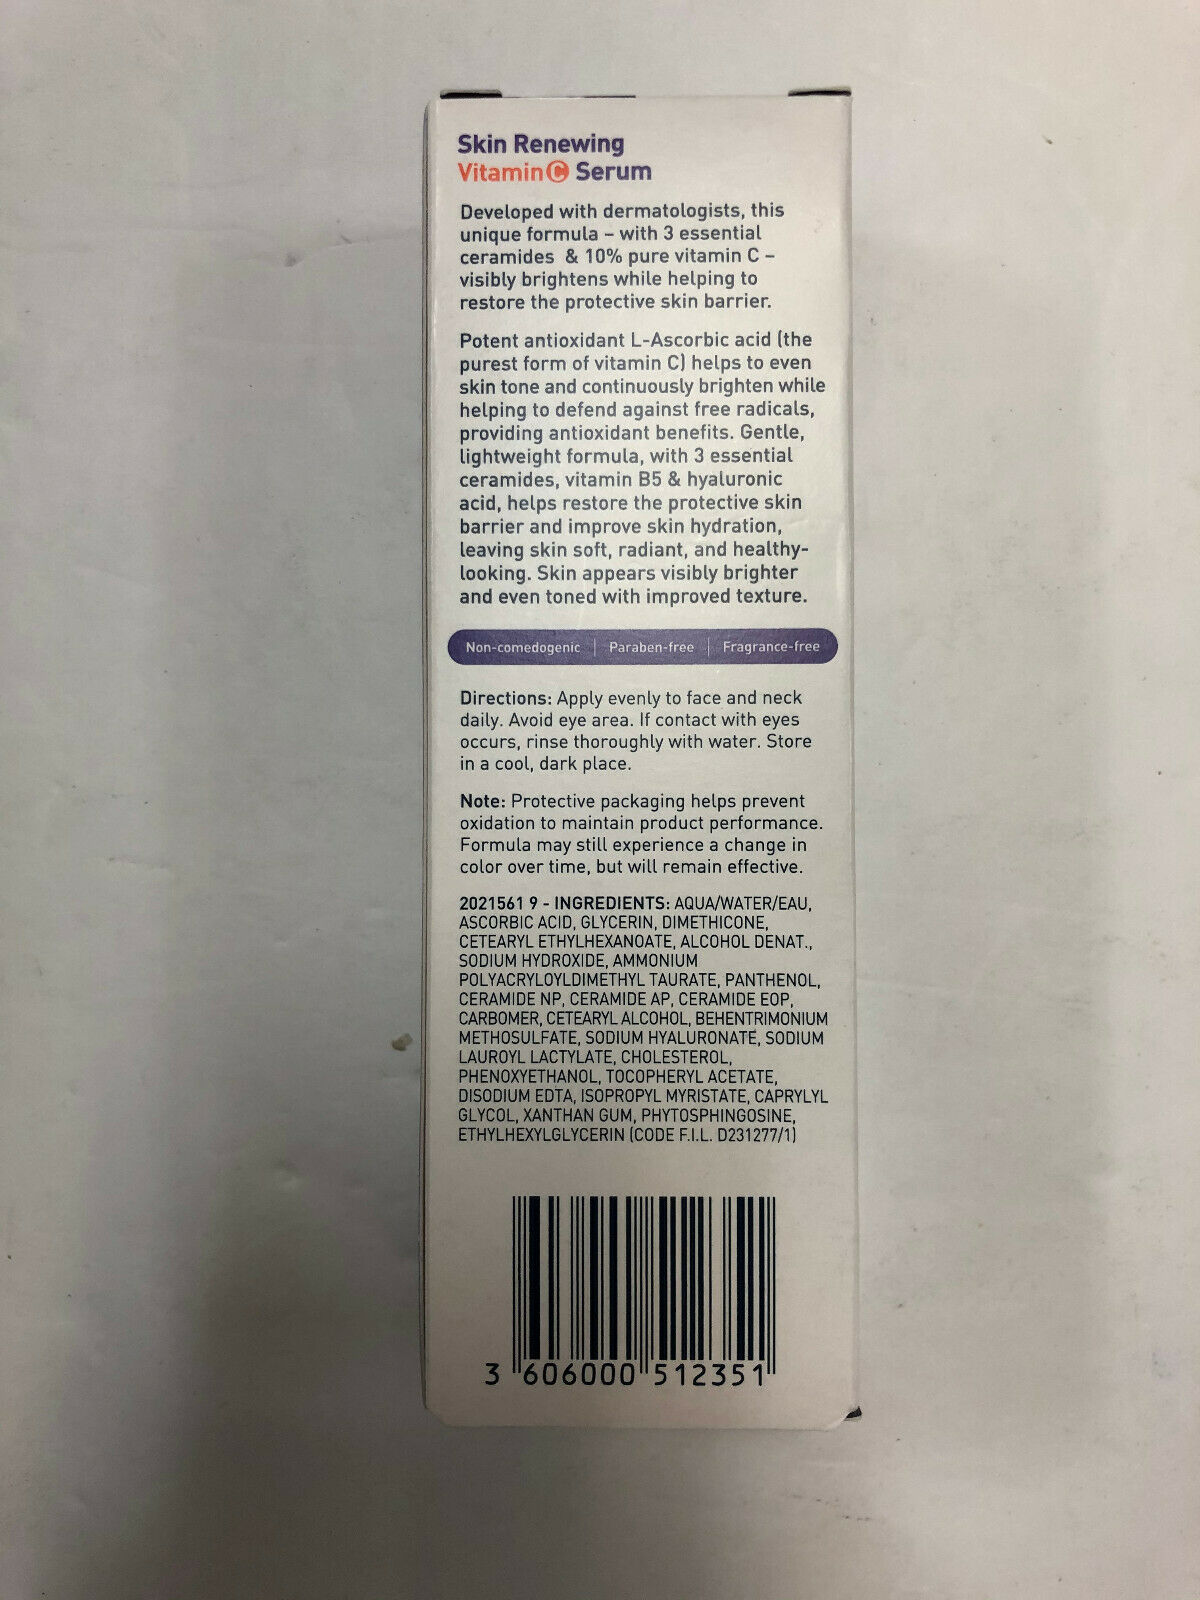 Skin Renewing
Vitamin C Serum
Developed with dermatologists, this
unique formula – with 3 essential
ceramides & 10% pure vitamin C –
visibly brightens while helping to
restore the protective skin barrier.
Potent antioxidant L-Ascorbic acid (the
purest form of vitamin C) helps to even
skin tone and continuously brighten while
helping to defend against free radicals,
providing antioxidant benefits. Gentle,
lightweight formula, with 3 essential
ceramides, vitamin B5 & hyaluronic
acid, helps restore the protective skin
barrier and improve skin hydration,
leaving skin soft, radiant, and healthy-
looking. Skin appears visibly brighter
and even toned with improved texture.
Non-comedogenic | Paraben-free | Fragrance-free
Directions: Apply evenly to face and neck
daily. Avoid eye area. If contact with eyes
occurs, rinse thoroughly with water. Store
in a cool, dark place.
Note: Protective packaging helps prevent
oxidation to maintain product performance.
Formula may still experience a change in
color over time, but will remain effective.
2021561 9 - INGREDIENTS: AQUA/WATER/EAU,
ASCORBIC ACID, GLYCERIN, DIMETHICONE,
CETEARYL ETHYLHEXANOATE, ALCOHOL DENAT.,
SODIUM HYDROXIDE, AMMONIUM
POLYACRYLOYLDIMETHYL TAURATE, PANTHENOL,
CERAMIDE NP, CERAMIDE AP, CERAMIDE EOP,
CARBOMER, CETEARYL ALCOHOL, BEHENTRIMONIUM
METHOSULFATE, SODIUM HYALURONATE, SODIUM
LAUROYL LACTYLATE, CHOLESTEROL,
PHENOXYETHANOL, TOCOPHERYL ACETATE,
DISODIUM EDTA, ISOPROPYL MYRISTATE, CAPRYLYL
GLYCOL, XANTHAN GUM, PHYTOSPHINGOSINE,
ETHYLHEXYLGLYCERIN (CODE F.I.L. D231277/1)
3 606000 512351